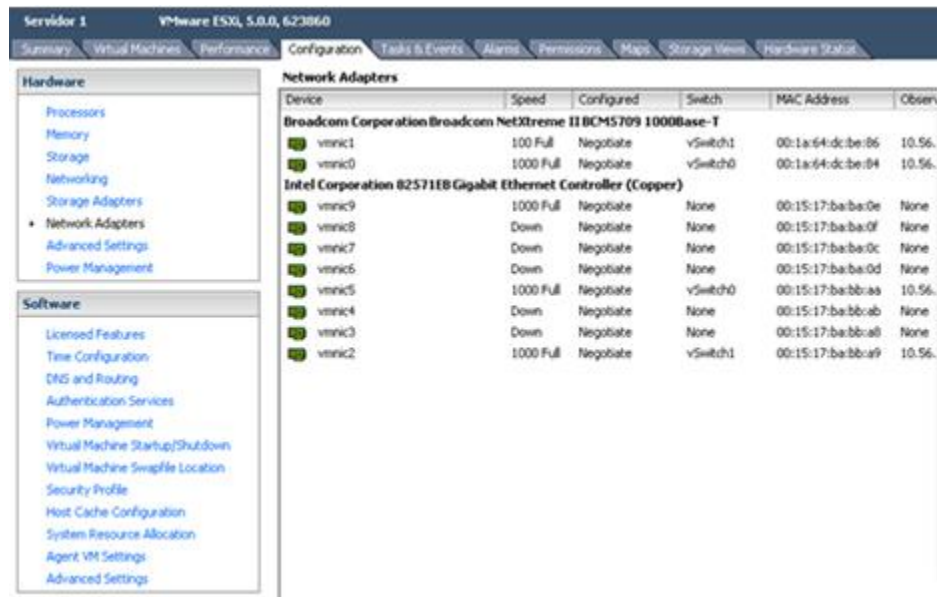 Servidor 1 VMware ESXi, 5.0.0, 623860
Summary Virtual Machines Performance Configuration Tasks & Events Alarms Permissions Maps Storage Views Hardware Status
Hardware
Processors
Memory
Storage
Networking
Storage Adapters
Network Adapters
Advanced Settings
Power Management
Software
Licensed Features
Time Configuration
DNS and Routing
Authentication Services
Power Management
Virtual Machine Startup/Shutdown
Virtual Machine Swapfile Location
Security Profile
Host Cache Configuration
System Resource Allocation
Agent VM Settings
Advanced Settings
Network Adapters
Device Speed Configured Switch MAC Address Observ
Broadcom Corporation Broadcom NetXtreme II BCM5709 1000Base-T
vmnic1 100 Full Negotiate vSwitch1 00:1a:64:dc:be:86 10.56.
vmnic0 1000 Full Negotiate vSwitch0 00:1a:64:dc:be:84 10.56.
Intel Corporation 82571EB Gigabit Ethernet Controller (Copper)
vmnic9 1000 Full Negotiate None 00:15:17:ba:ba:0e None
vmnic8 Down Negotiate None 00:15:17:ba:ba:0f None
vmnic7 Down Negotiate None 00:15:17:ba:ba:0c None
vmnic6 Down Negotiate None 00:15:17:ba:ba:0d None
vmnic5 1000 Full Negotiate vSwitch0 00:15:17:ba:bb:aa 10.56.
vmnic4 Down Negotiate None 00:15:17:ba:bb:ab None
vmnic3 Down Negotiate None 00:15:17:ba:bb:a8 None
vmnic2 1000 Full Negotiate vSwitch1 00:15:17:ba:bb:a9 10.56.